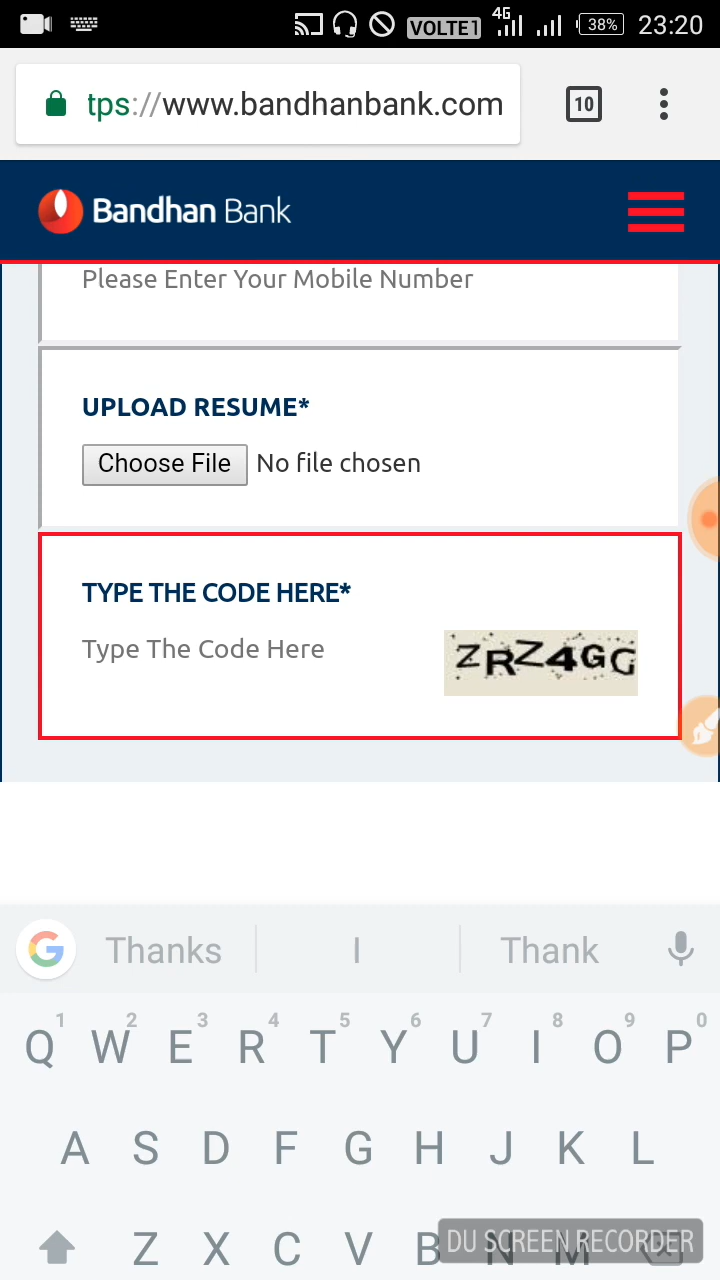 VOLTE1 4G 38% 23:20
tps://www.bandhanbank.com 10
Bandhan Bank
Please Enter Your Mobile Number
UPLOAD RESUME*
Choose File No file chosen
TYPE THE CODE HERE*
Type The Code Here ZRZ4GG
Thanks I Thank
1 2 3 4 5 6 7 8 9 0
Q W E R T Y U I O P
A S D F G H J K L
Z X C V B N M
DU SCREEN RECORDER